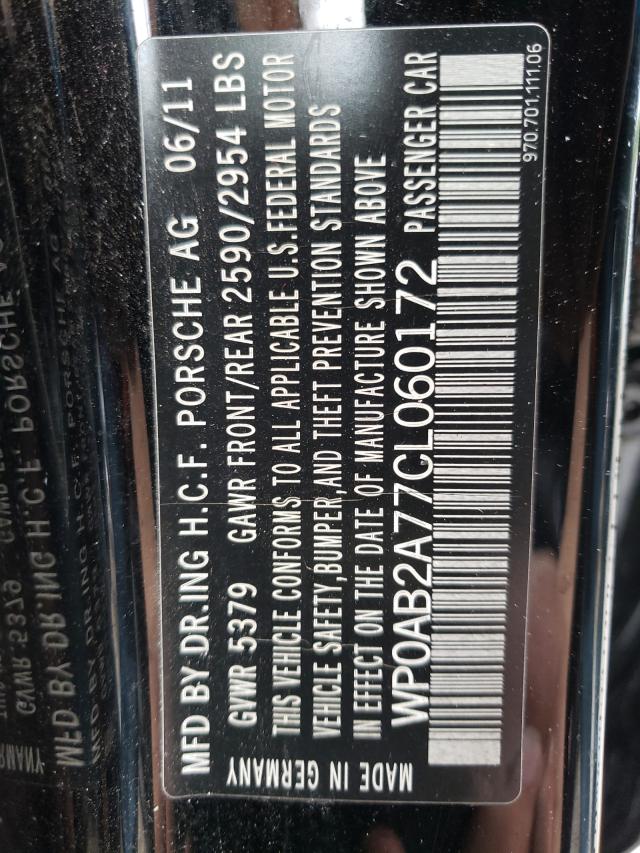 MFD BY DR.ING H.C.F. PORSCHE AG 06/11
GVWR 5379 GAWR FRONT/REAR 2590/2954 LBS
THIS VEHICLE CONFORMS TO ALL APPLICABLE U.S.FEDERAL MOTOR
VEHICLE SAFETY,BUMPER,AND THEFT PREVENTION STANDARDS
IN EFFECT ON THE DATE OF MANUFACTURE SHOWN ABOVE
WP0AB2A77CL060172 PASSENGER CAR
970.701.111.06
MADE IN GERMANY